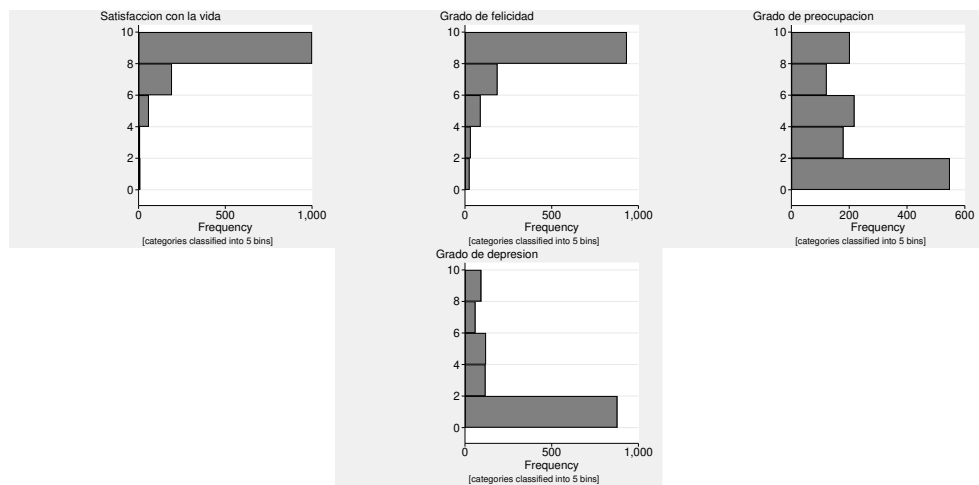 Satisfaccion con la vida
10
8
6
4
2
0
0 500 1,000
Frequency
[categories classified into 5 bins]
Grado de felicidad
10
8
6
4
2
0
0 500 1,000
Frequency
[categories classified into 5 bins]
Grado de preocupacion
10
8
6
4
2
0
0 200 400 600
Frequency
[categories classified into 5 bins]
Grado de depresion
10
8
6
4
2
0
0 500 1,000
Frequency
[categories classified into 5 bins]